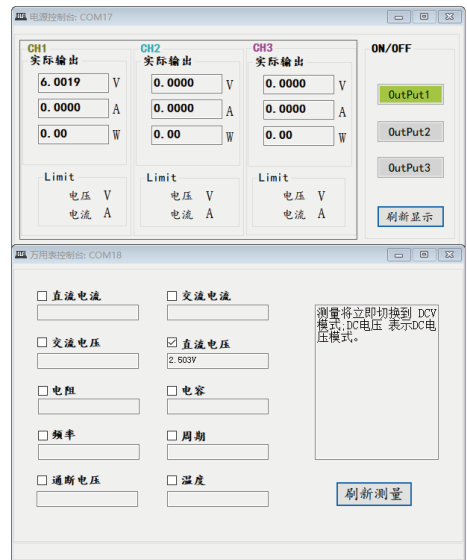 电源控制台: COM17
CH1 CH2 CH3 ON/OFF
实际输出 实际输出 实际输出
6.0019 V 0.0000 V 0.0000 V
OutPut1
0.0000 A 0.0000 A 0.0000 A
0.00 W 0.00 W 0.00 W
OutPut2
Limit Limit Limit
OutPut3
电压 V 电压 V 电压 V
电流 A 电流 A 电流 A
刷新显示
万用表控制台: COM18
直流电流 交流电流
测量将立即切换到 DCV
模式;DC电压 表示DC电
压模式。
交流电压 直流电压
2.503V
电阻 电容
频率 周期
通断电压 温度
刷新测量